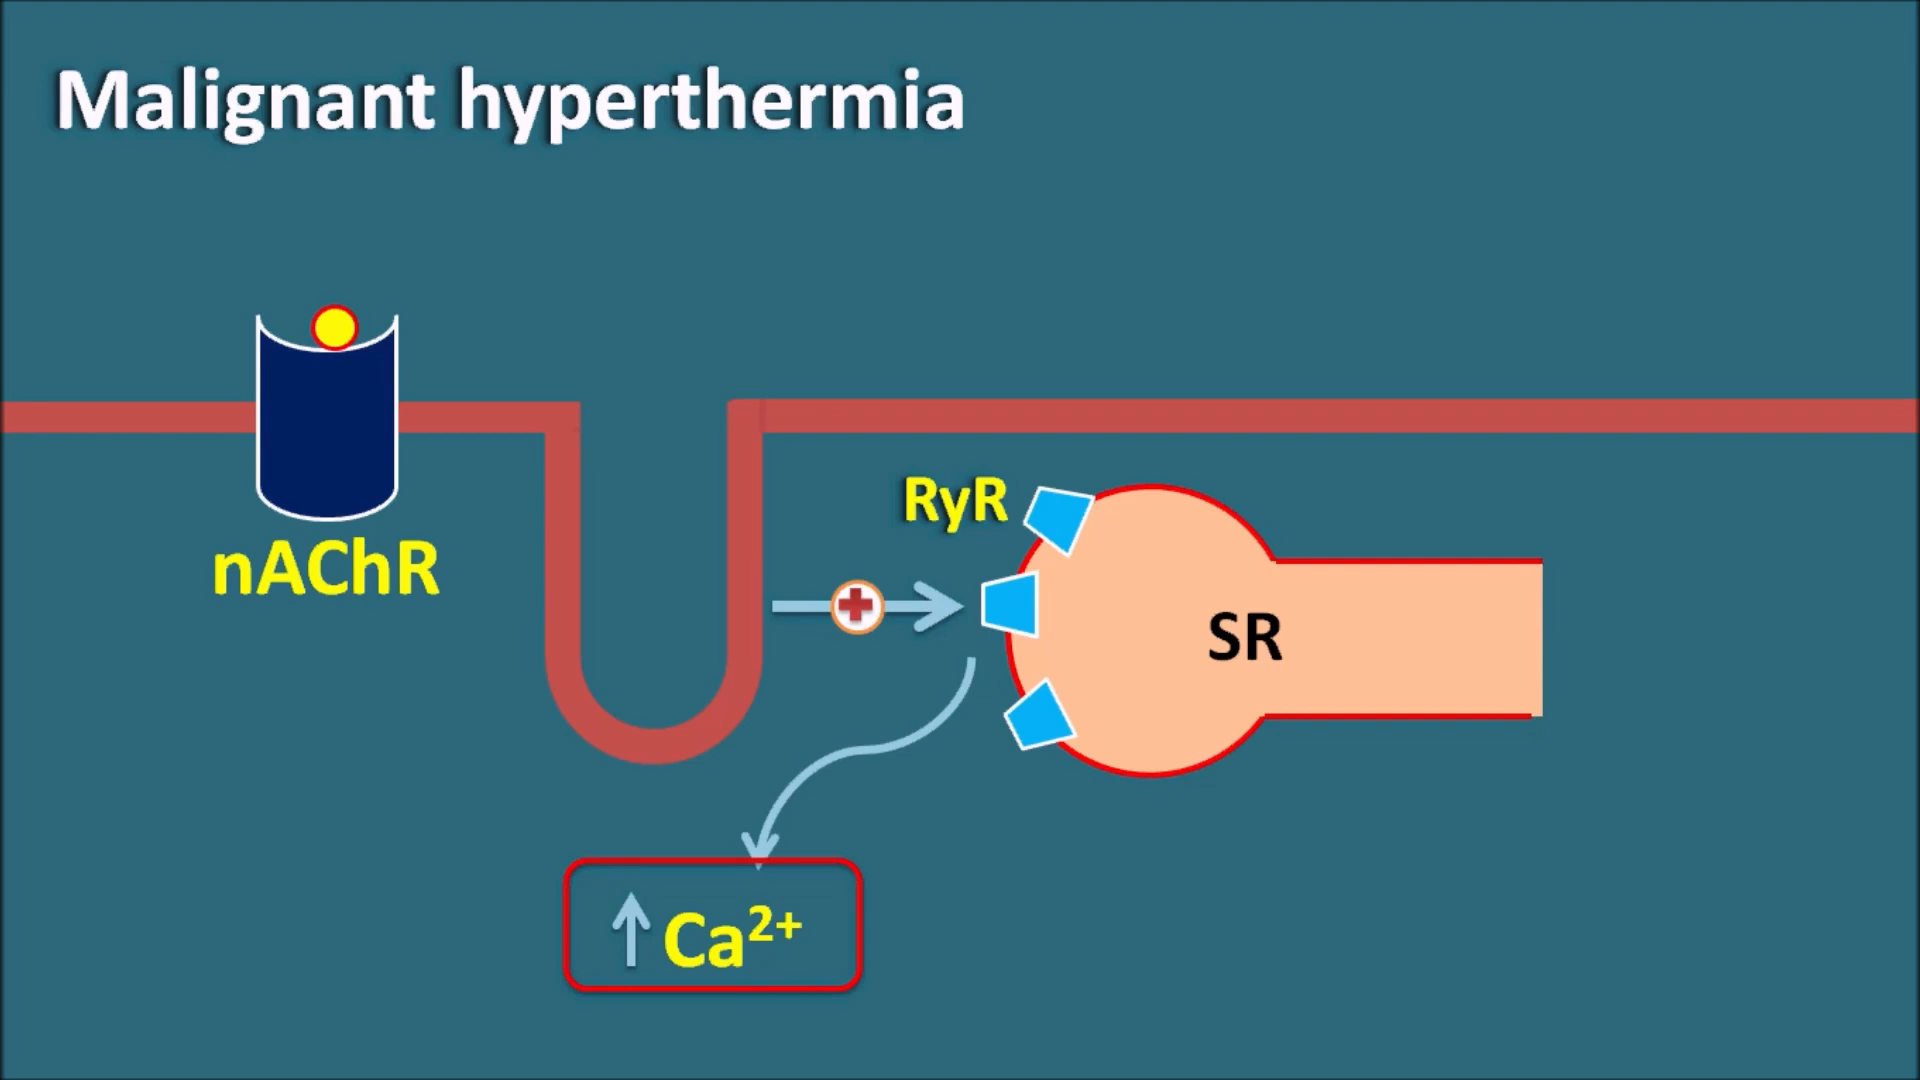 Malignant hyperthermia
RyR
nAChR
SR
↑ Ca²⁺